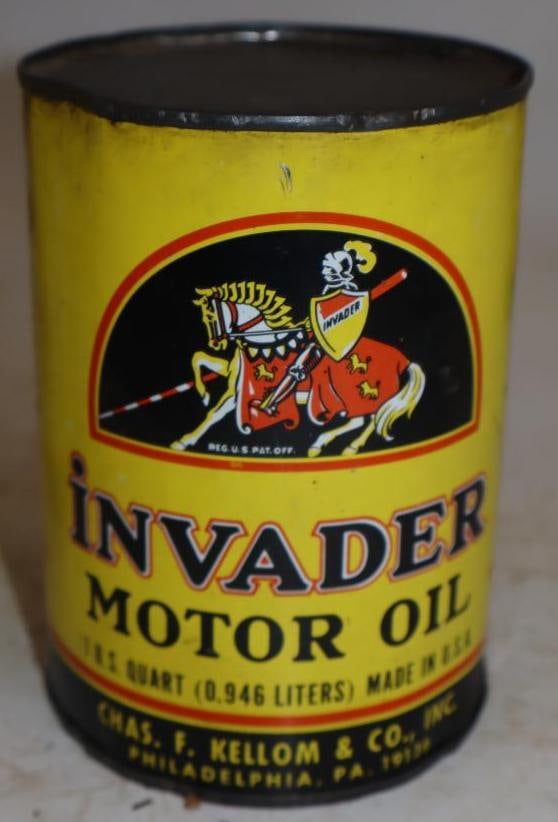 INVADER
REG. U.S. PAT. OFF.
iNVADER
MOTOR OIL
1 U.S. QUART (0.946 LITERS) MADE IN U.S.A.
CHAS. F. KELLOM & CO., INC.
PHILADELPHIA, PA.